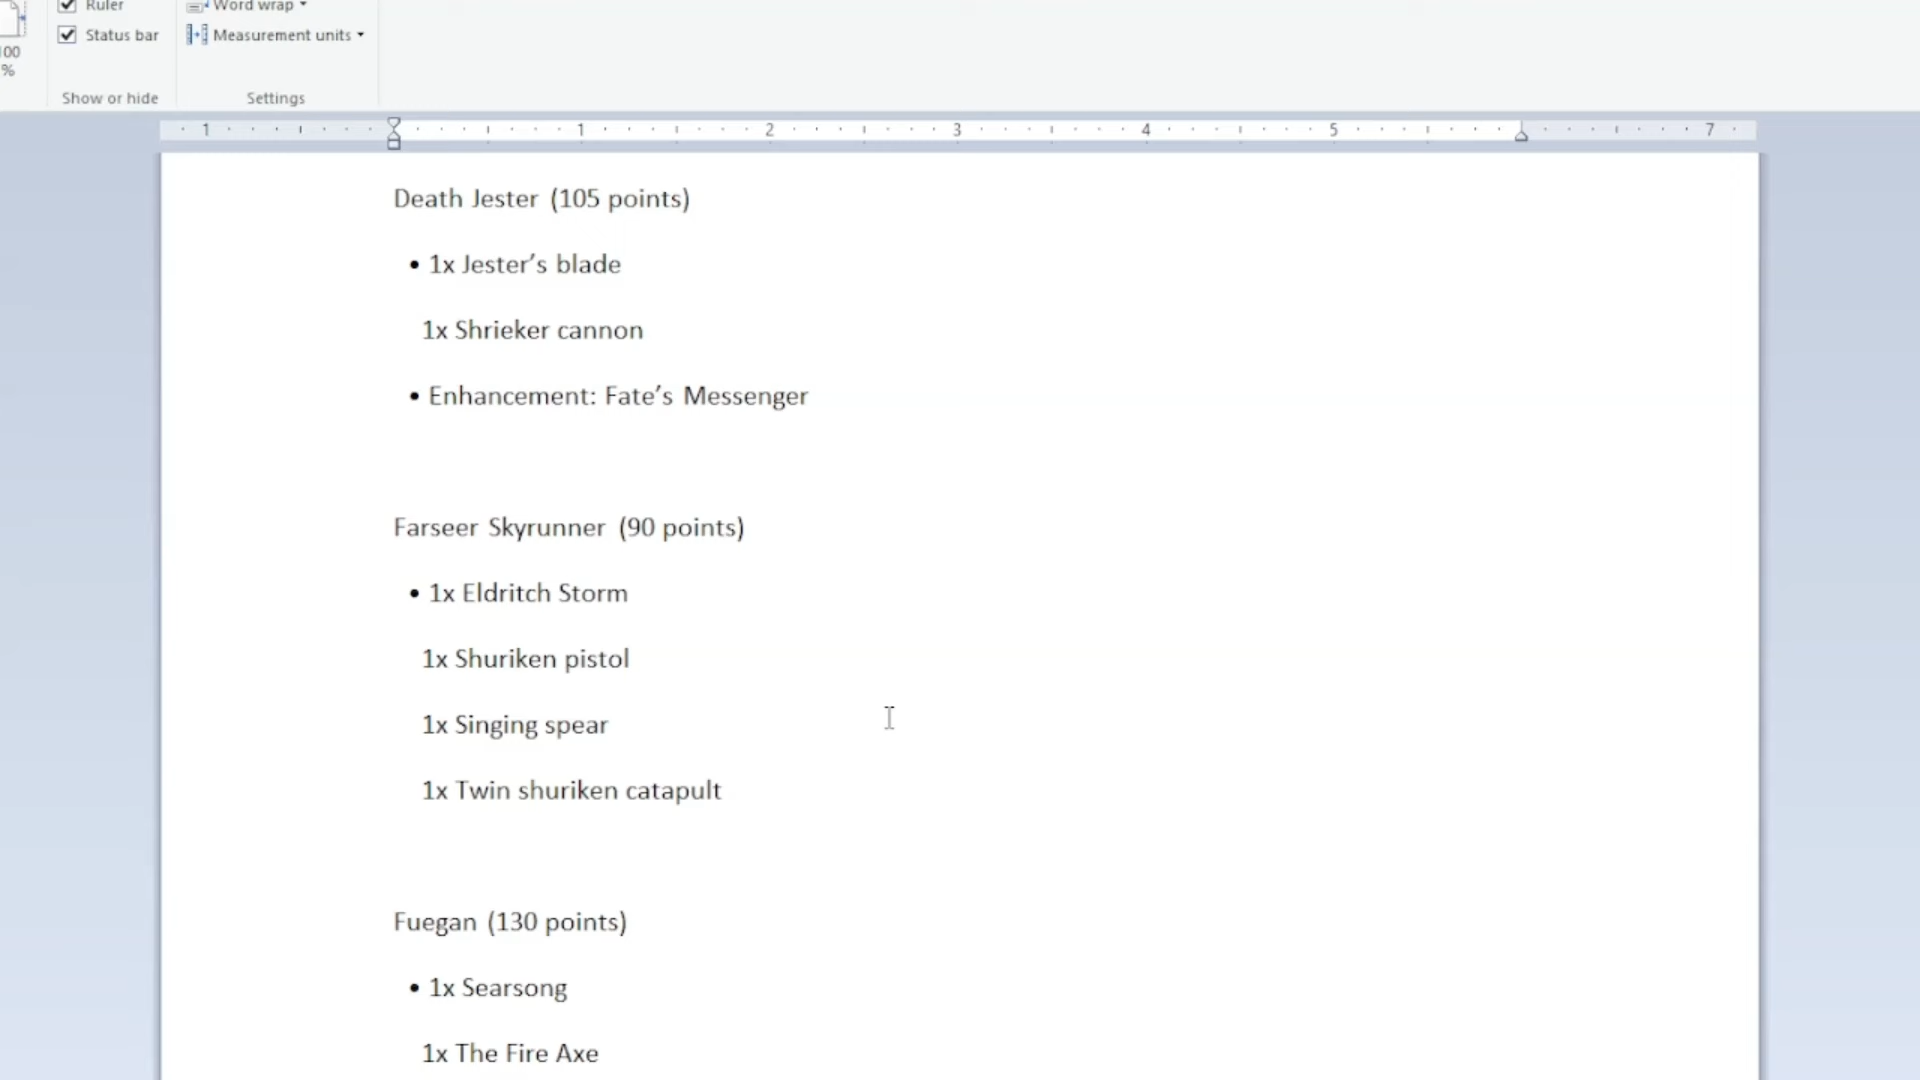 Ruler
Word wrap
Status bar
Measurement units
100
%
Show or hide
Settings
1 1 2 3 4 5 7
Death Jester (105 points)
• 1x Jester’s blade
1x Shrieker cannon
• Enhancement: Fate’s Messenger
Farseer Skyrunner (90 points)
• 1x Eldritch Storm
1x Shuriken pistol
1x Singing spear
1x Twin shuriken catapult
Fuegan (130 points)
• 1x Searsong
1x The Fire Axe